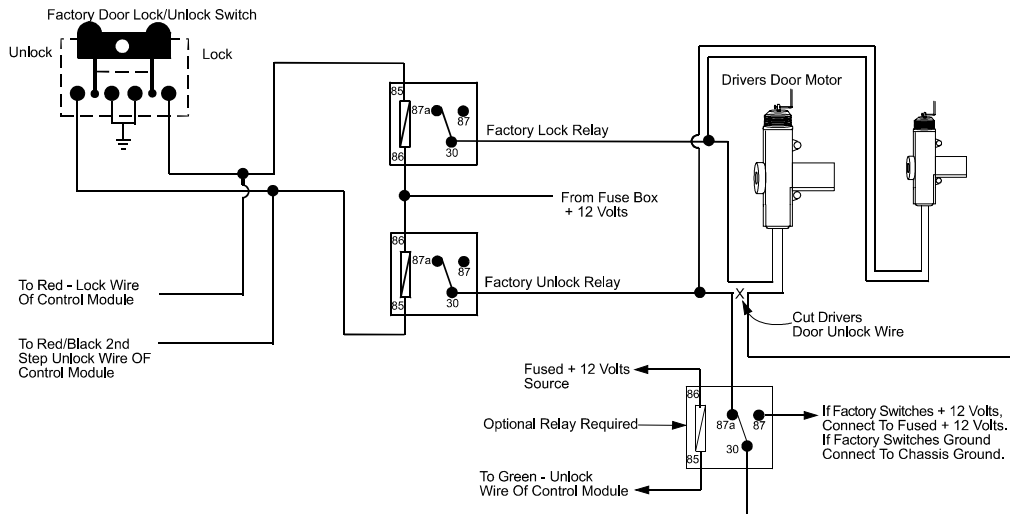 Factory Door Lock/Unlock Switch
Unlock
Lock
Drivers Door Motor
85
87a
87
30
86
Factory Lock Relay
From Fuse Box
+ 12 Volts
86
87a
87
30
85
Factory Unlock Relay
To Red - Lock Wire
Of Control Module
To Red/Black 2nd
Step Unlock Wire OF
Control Module
X
Cut Drivers
Door Unlock Wire
Fused + 12 Volts
Source
Optional Relay Required
86
87a
87
30
85
If Factory Switches + 12 Volts,
Connect To Fused + 12 Volts.
If Factory Switches Ground
Connect To Chassis Ground.
To Green - Unlock
Wire Of Control Module